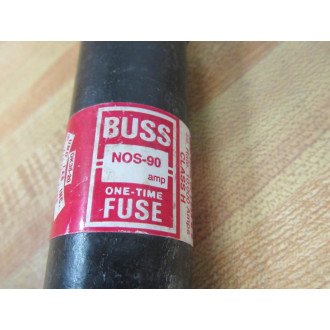 BUSS
NOS-90
amp
ONE-TIME
FUSE
CLASS H